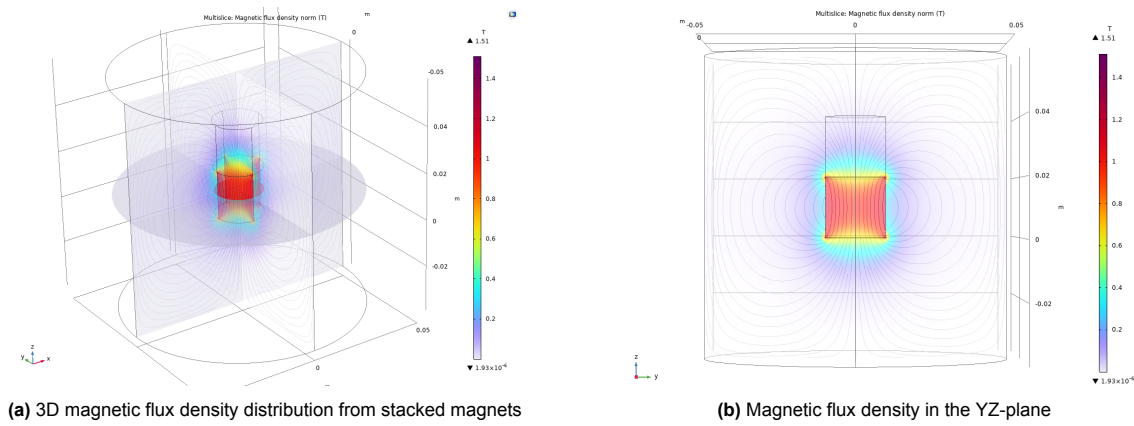 Multislice: Magnetic flux density norm (T)
m
0
-0.05
0.04
0.02
m
0
-0.02
0.05
0
z
y
x
T
▲ 1.51
1.4
1.2
1
0.8
0.6
0.4
0.2
▼ 1.93×10⁻⁶
(a) 3D magnetic flux density distribution from stacked magnets
Multislice: Magnetic flux density norm (T)
m -0.05 0 0.05
0
0.04
0.02
m
0
-0.02
z
y
T
▲ 1.51
1.4
1.2
1
0.8
0.6
0.4
0.2
▼ 1.93×10⁻⁶
(b) Magnetic flux density in the YZ-plane